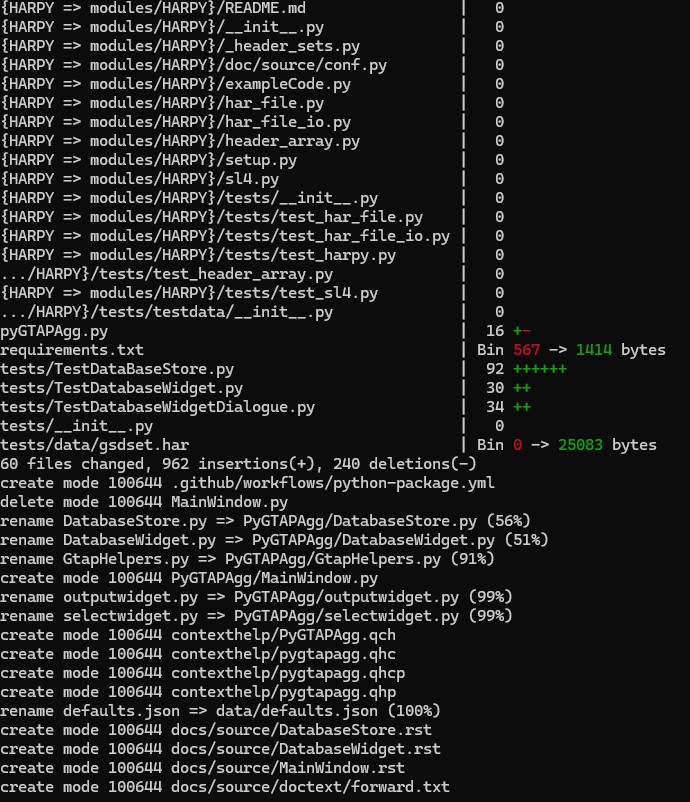 {HARPY => modules/HARPY}/README.md                |   0
{HARPY => modules/HARPY}/__init__.py              |   0
{HARPY => modules/HARPY}/_header_sets.py          |   0
{HARPY => modules/HARPY}/doc/source/conf.py       |   0
{HARPY => modules/HARPY}/exampleCode.py           |   0
{HARPY => modules/HARPY}/har_file.py              |   0
{HARPY => modules/HARPY}/har_file_io.py           |   0
{HARPY => modules/HARPY}/header_array.py          |   0
{HARPY => modules/HARPY}/setup.py                 |   0
{HARPY => modules/HARPY}/sl4.py                   |   0
{HARPY => modules/HARPY}/tests/__init__.py        |   0
{HARPY => modules/HARPY}/tests/test_har_file.py   |   0
{HARPY => modules/HARPY}/tests/test_har_file_io.py |   0
{HARPY => modules/HARPY}/tests/test_harpy.py      |   0
.../HARPY}/tests/test_header_array.py             |   0
{HARPY => modules/HARPY}/tests/test_sl4.py        |   0
.../HARPY}/tests/testdata/__init__.py             |   0
pyGTAPAgg.py                                      |  16 +-
requirements.txt                                  | Bin 567 -> 1414 bytes
tests/TestDataBaseStore.py                        |  92 ++++++
tests/TestDatabaseWidget.py                       |  30 ++
tests/TestDatabaseWidgetDialogue.py               |  34 ++
tests/__init__.py                                 |   0
tests/data/gsdset.har                             | Bin 0 -> 25083 bytes
60 files changed, 962 insertions(+), 240 deletions(-)
create mode 100644 .github/workflows/python-package.yml
delete mode 100644 MainWindow.py
rename DatabaseStore.py => PyGTAPAgg/DatabaseStore.py (56%)
rename DatabaseWidget.py => PyGTAPAgg/DatabaseWidget.py (51%)
rename GtapHelpers.py => PyGTAPAgg/GtapHelpers.py (91%)
create mode 100644 PyGTAPAgg/MainWindow.py
rename outputwidget.py => PyGTAPAgg/outputwidget.py (99%)
rename selectwidget.py => PyGTAPAgg/selectwidget.py (99%)
create mode 100644 contexthelp/PyGTAPAgg.qch
create mode 100644 contexthelp/pygtapagg.qhc
create mode 100644 contexthelp/pygtapagg.qhcp
create mode 100644 contexthelp/pygtapagg.qhp
rename defaults.json => data/defaults.json (100%)
create mode 100644 docs/source/DatabaseStore.rst
create mode 100644 docs/source/DatabaseWidget.rst
create mode 100644 docs/source/MainWindow.rst
create mode 100644 docs/source/doctext/forward.txt